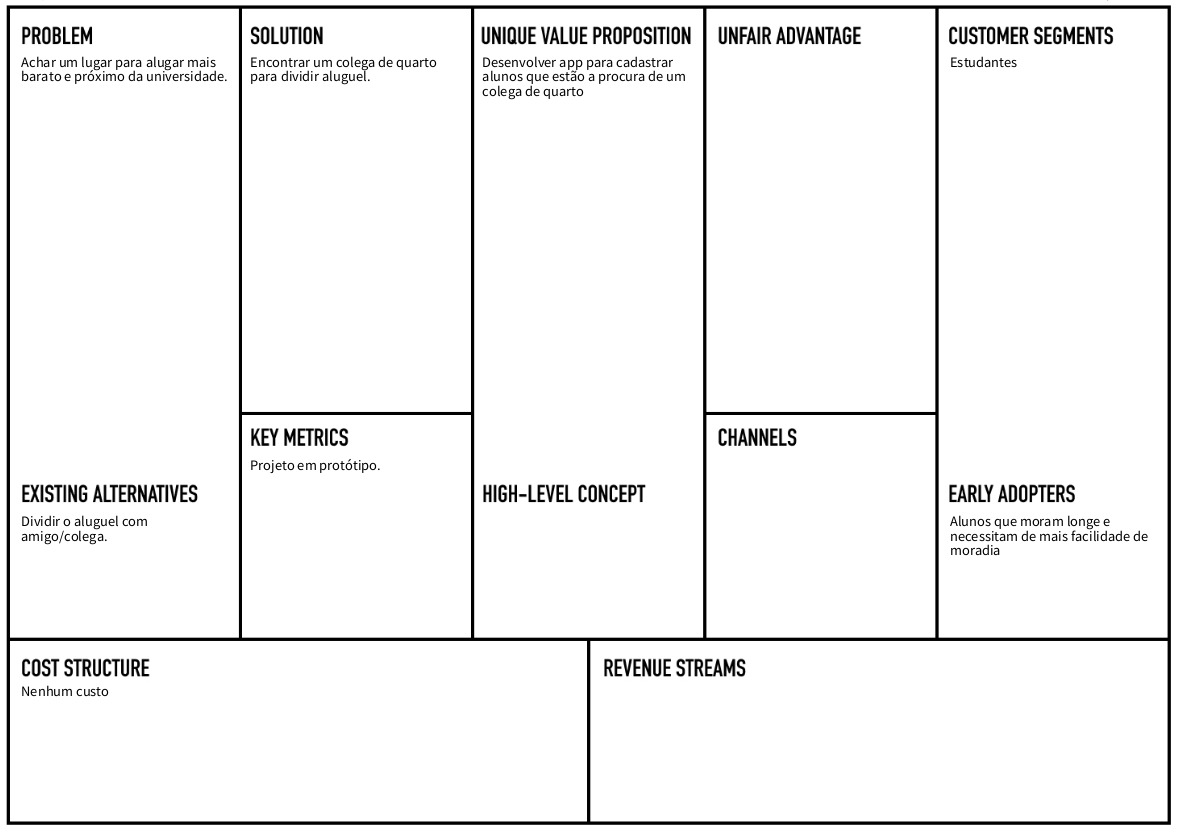 PROBLEM
Achar um lugar para alugar mais
barato e próximo da universidade.
EXISTING ALTERNATIVES
Dividir o aluguel com
amigo/colega.
SOLUTION
Encontrar um colega de quarto
para dividir aluguel.
KEY METRICS
Projeto em protótipo.
UNIQUE VALUE PROPOSITION
Desenvolver app para cadastrar
alunos que estão a procura de um
colega de quarto
HIGH-LEVEL CONCEPT
UNFAIR ADVANTAGE
CHANNELS
CUSTOMER SEGMENTS
Estudantes
EARLY ADOPTERS
Alunos que moram longe e
necessitam de mais facilidade de
moradia
COST STRUCTURE
Nenhum custo
REVENUE STREAMS